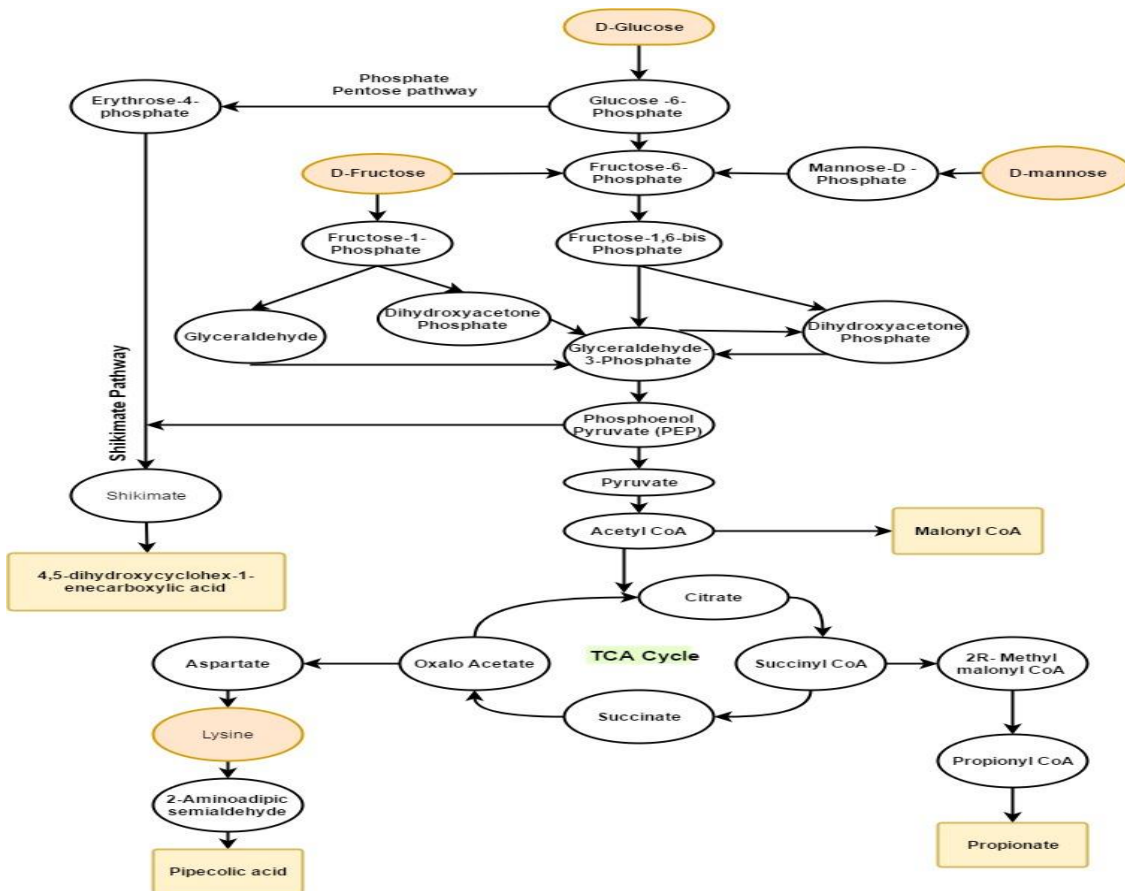 D-Glucose
Phosphate
Pentose pathway
Erythrose-4-
phosphate
Glucose -6-
Phosphate
D-Fructose
Fructose-6-
Phosphate
Mannose-D -
Phosphate
D-mannose
Fructose-1-
Phosphate
Fructose-1,6-bis
Phosphate
Glyceraldehyde
Dihydroxyacetone
Phosphate
Glyceraldehyde-
3-Phosphate
Dihydroxyacetone
Phosphate
Shikimate Pathway
Phosphoenol
Pyruvate (PEP)
Shikimate
Pyruvate
Acetyl CoA
Malonyl CoA
4,5-dihydroxycyclohex-1-
enecarboxylic acid
Citrate
Aspartate
Oxalo Acetate
TCA Cycle
Succinyl CoA
2R- Methyl
malonyl CoA
Succinate
Lysine
Propionyl CoA
2-Aminoadipic
semialdehyde
Propionate
Pipecolic acid